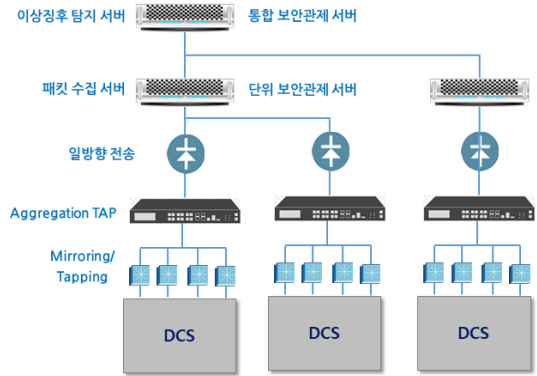 이상징후 탐지 서버
통합 보안관제 서버
패킷 수집 서버
단위 보안관제 서버
일방향 전송
Aggregation TAP
Mirroring/
Tapping
DCS
DCS
DCS